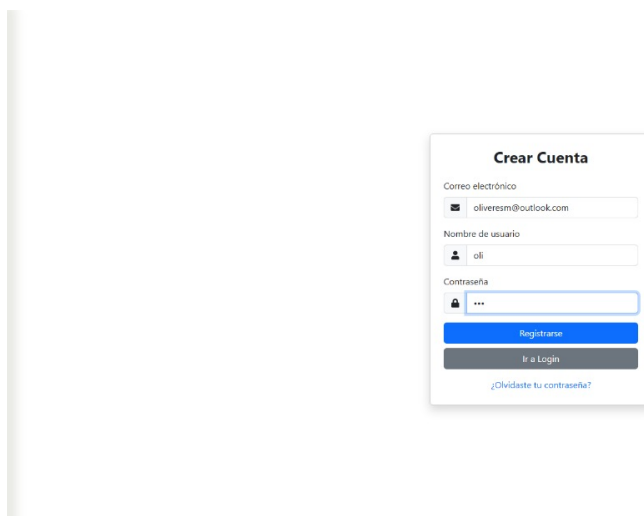 Crear Cuenta
Correo electrónico
oliveresm@outlook.com
Nombre de usuario
oli
Contraseña
•••
Registrarse
Ir a Login
¿Olvidaste tu contraseña?